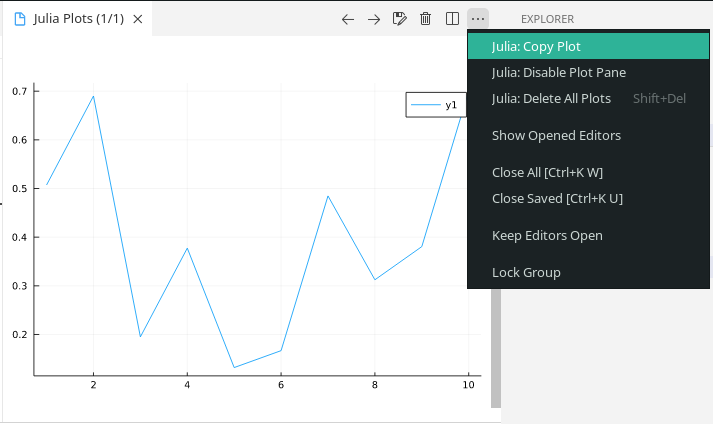 Julia Plots (1/1)
EXPLORER
Julia: Copy Plot
Julia: Disable Plot Pane
Julia: Delete All Plots Shift+Del
Show Opened Editors
Close All [Ctrl+K W]
Close Saved [Ctrl+K U]
Keep Editors Open
Lock Group
y1
0.7
0.6
0.5
0.4
0.3
0.2
2 4 6 8 10